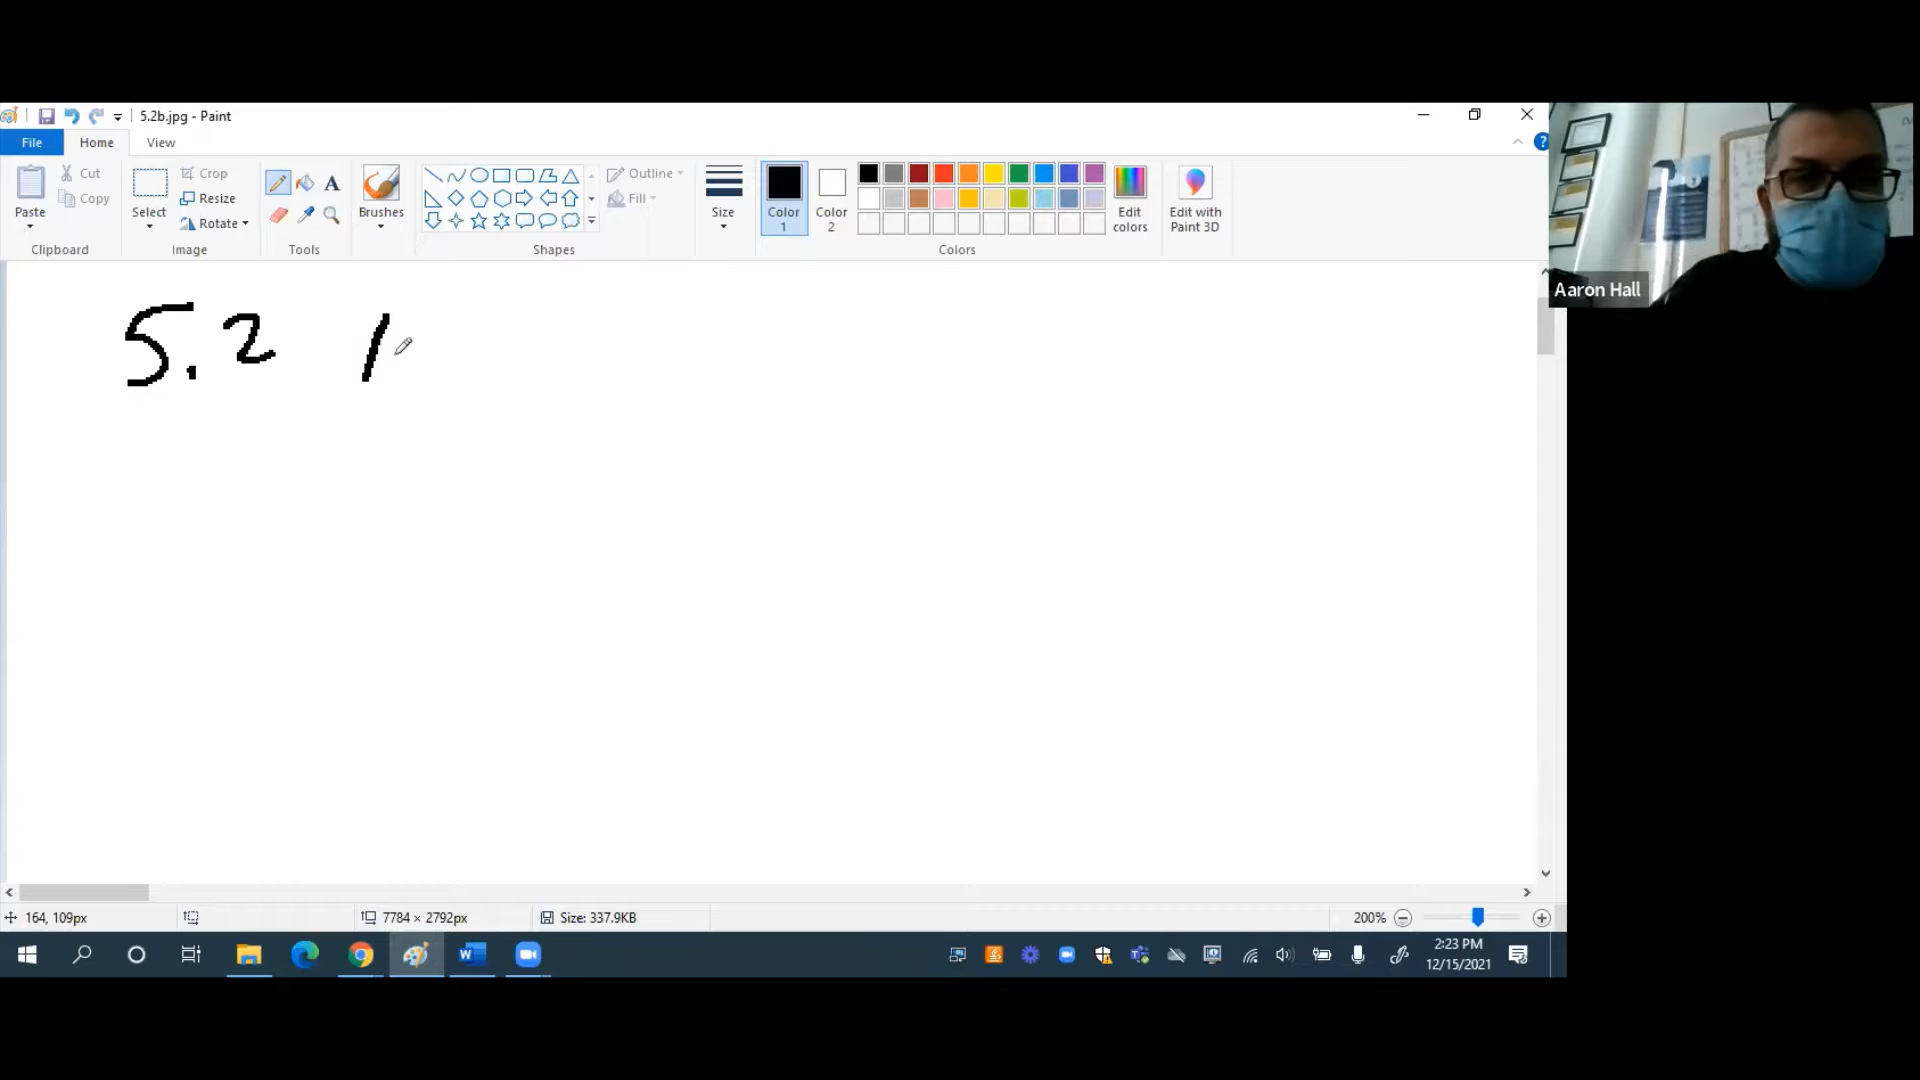 5.2b.jpg - Paint
File Home View
Paste Cut Copy Select Crop Resize Rotate A Brushes Outline Fill Size Color 1 Color 2 Edit colors Edit with Paint 3D
Clipboard Image Tools Shapes Colors
Aaron Hall
5.2
164, 109px 7784 × 2792px Size: 337.9KB 200%
2:23 PM
12/15/2021